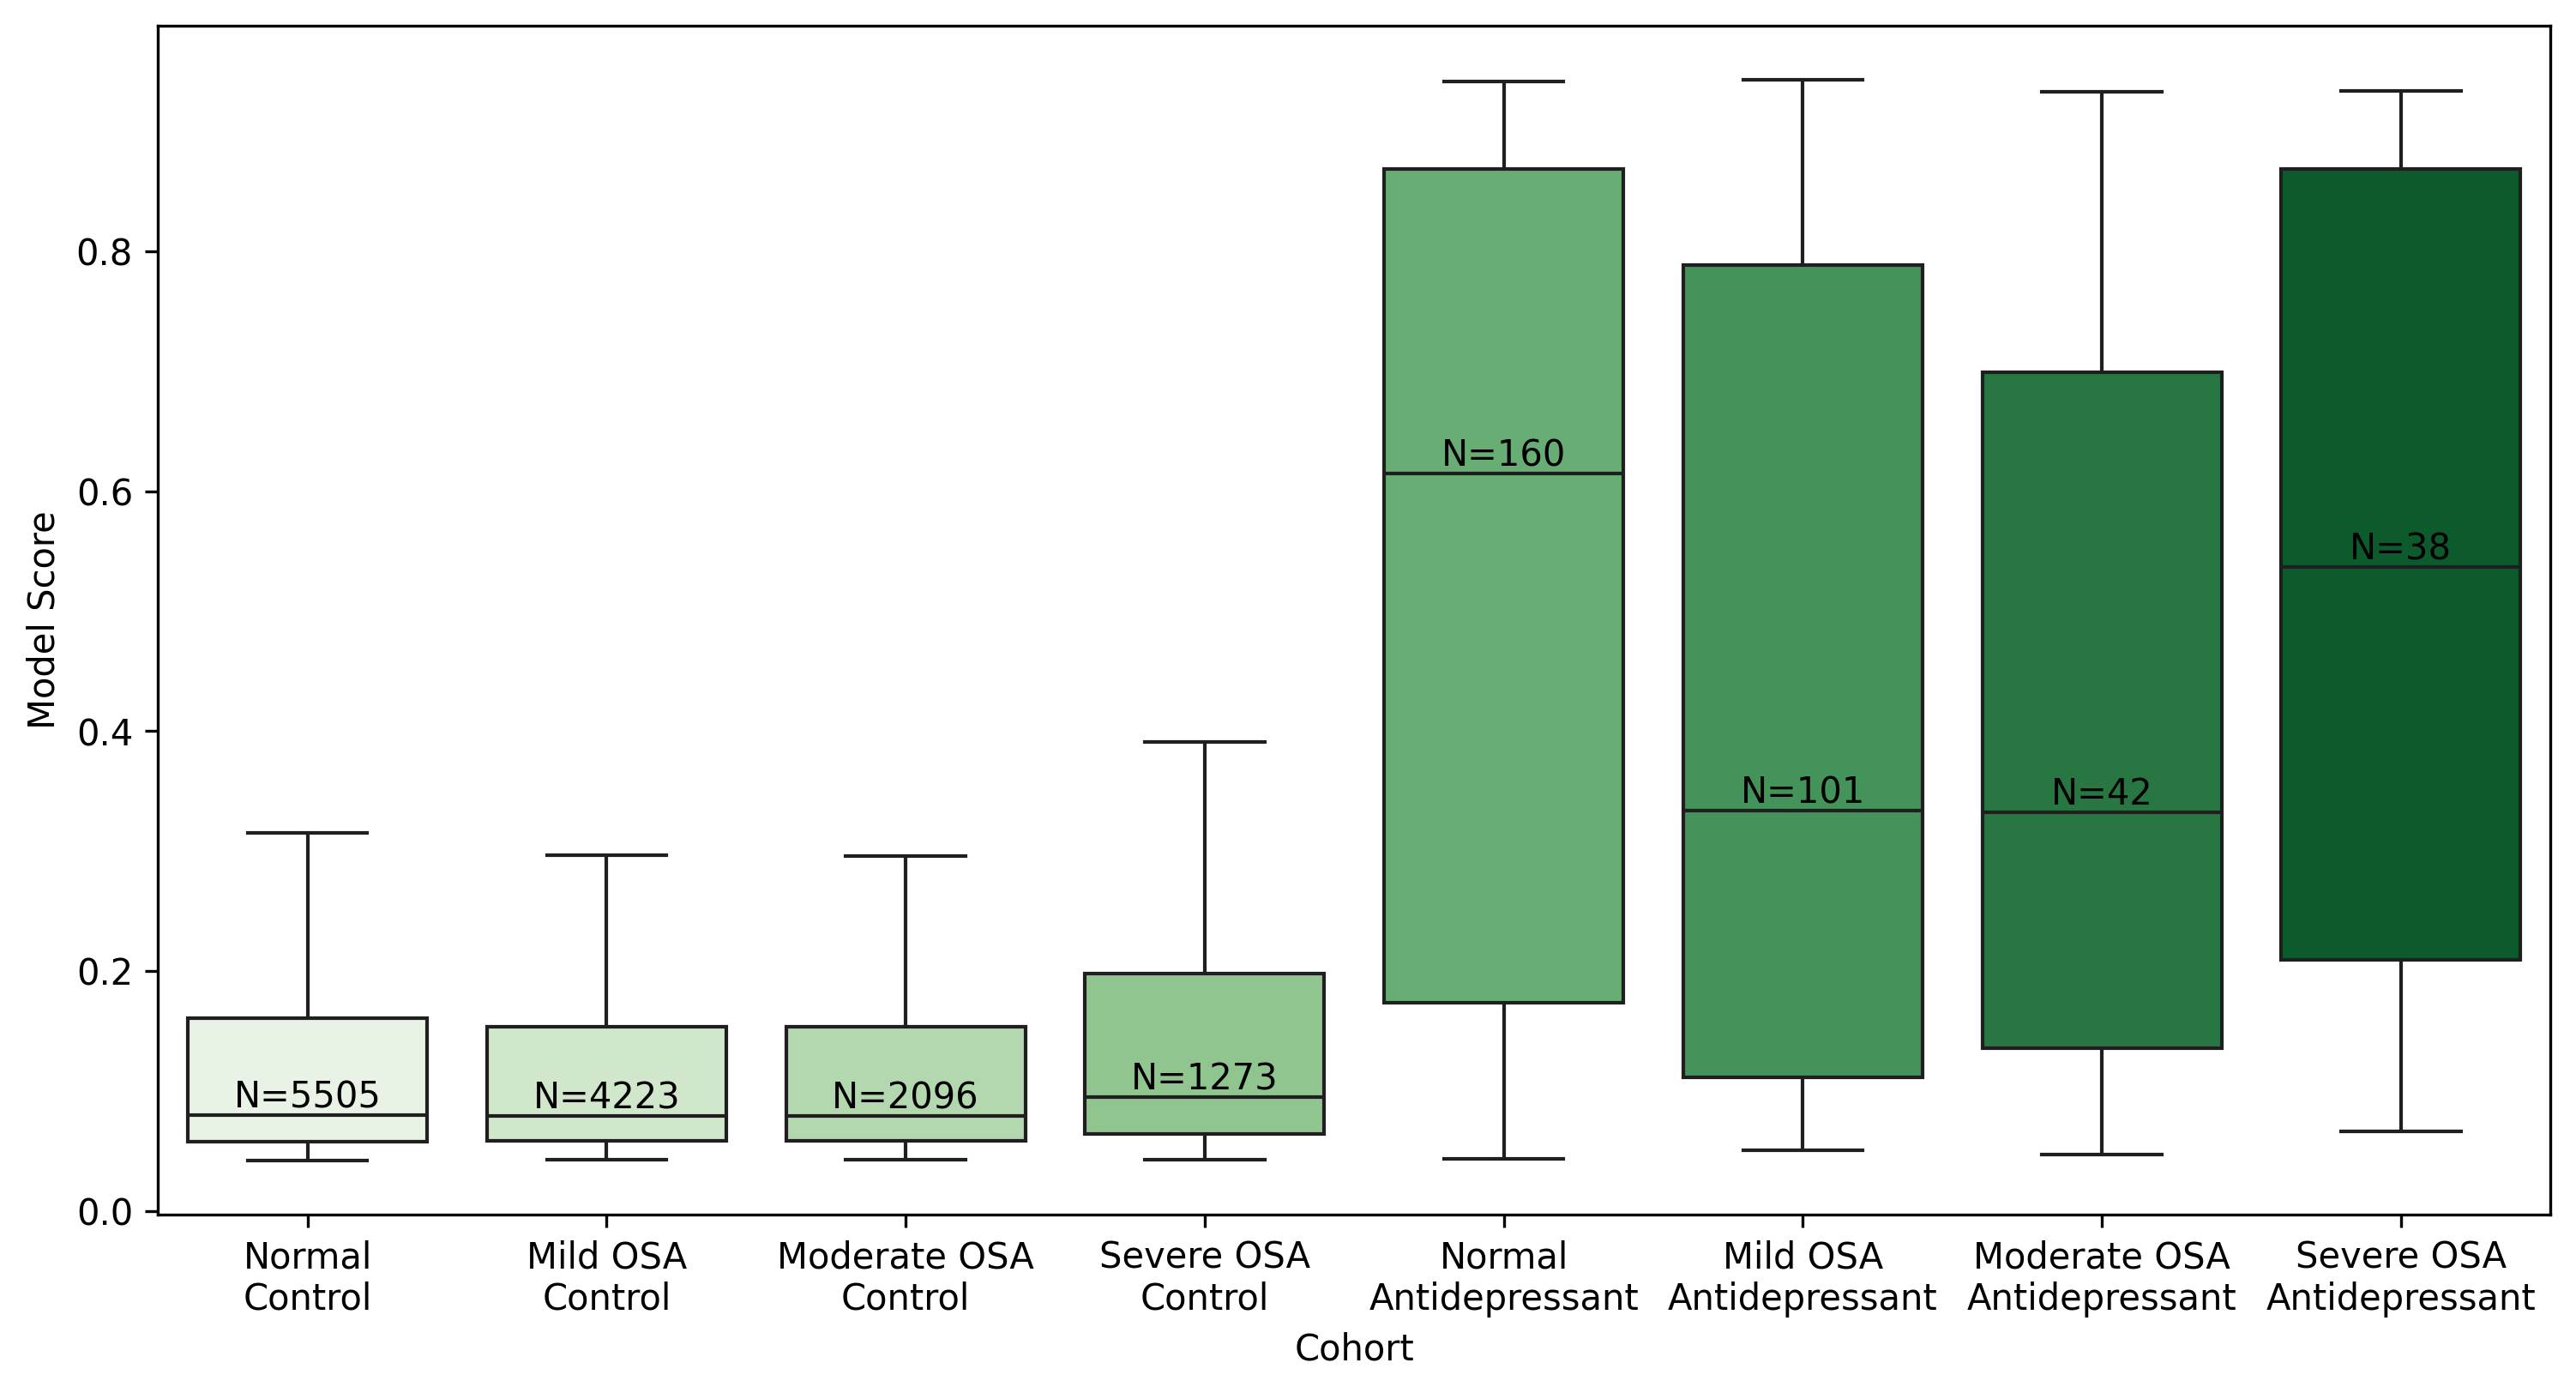 Model Score
0.8
0.6
0.4
0.2
0.0
N=5505
N=4223
N=2096
N=1273
N=160
N=101
N=42
N=38
Normal
Control
Mild OSA
Control
Moderate OSA
Control
Severe OSA
Control
Normal
Antidepressant
Mild OSA
Antidepressant
Moderate OSA
Antidepressant
Severe OSA
Antidepressant
Cohort